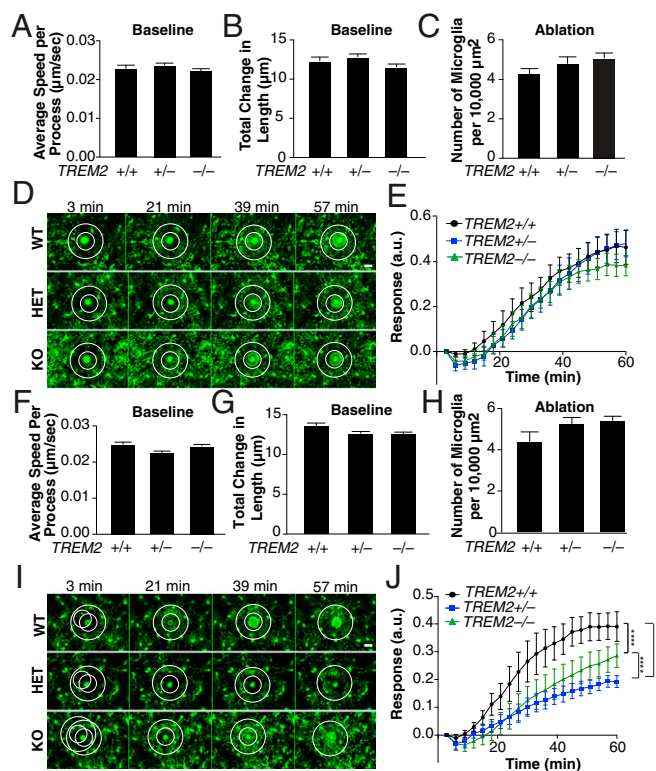 A
Baseline
Average Speed per
Process (µm/sec)
0.04
0.03
0.02
0.01
0.00
TREM2 +/+ +/− −/−
B
Baseline
Total Change in
Length (µm)
15
10
5
0
+/+ +/− −/−
C
Ablation
Number of Microglia
per 10,000 µm2
6
4
2
0
TREM2 +/+ +/− −/−
D
3 min 21 min 39 min 57 min
WT
HET
KO
E
TREM2+/+
TREM2+/−
TREM2−/−
Response (a.u.)
0.6
0.4
0.2
0.0
20 40 60
Time (min)
F
Baseline
Average Speed Per
Process (µm/sec)
0.03
0.02
0.01
0.00
TREM2 +/+ +/− −/−
G
Baseline
Total Change in
Length (µm)
15
10
5
0
TREM2 +/+ +/− −/−
H
Ablation
Number of Microglia
per 10,000 µm2
6
4
2
0
TREM2 +/+ +/− −/−
I
3 min 21 min 39 min 57 min
WT
HET
KO
J
TREM2+/+
TREM2+/−
TREM2−/−
Response (a.u.)
0.5
0.4
0.3
0.2
0.1
0.0
20 40 60
Time (min)
****
****